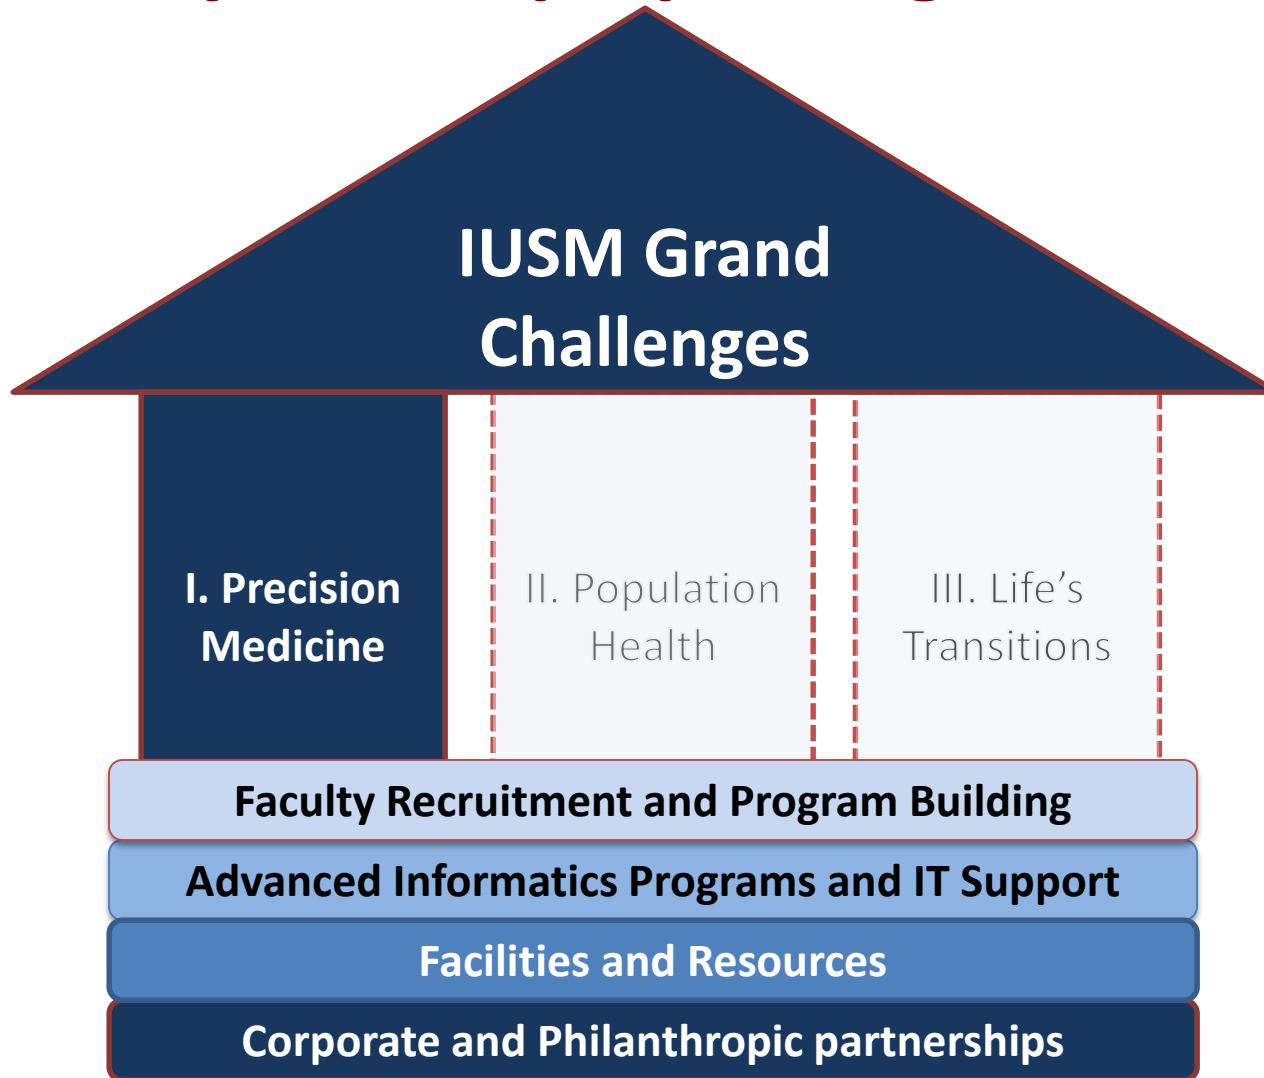 IUSM Grand
Challenges
I. Precision
Medicine
II. Population
Health
III. Life’s
Transitions
Faculty Recruitment and Program Building
Advanced Informatics Programs and IT Support
Facilities and Resources
Corporate and Philanthropic partnerships